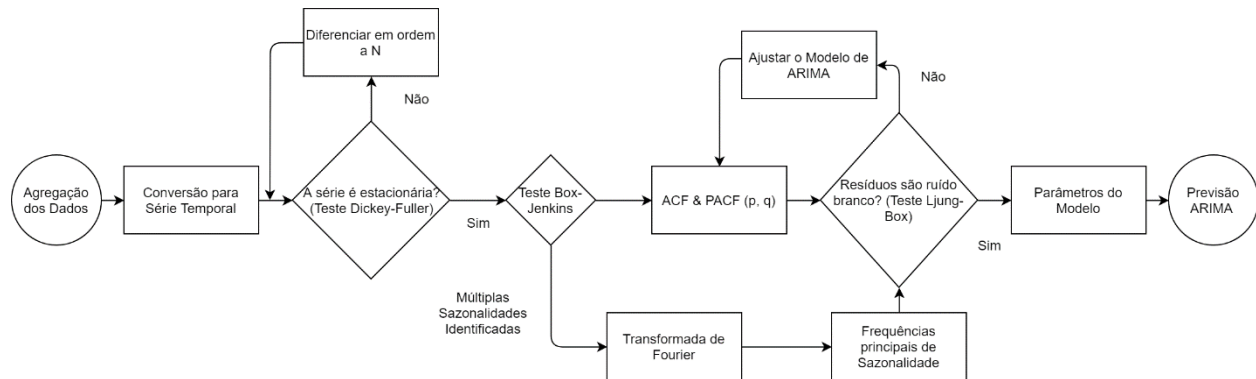 Diferenciar em ordem
a N
Não
Agregação
dos Dados
Conversão para
Série Temporal
A série é estacionária?
(Teste Dickey-Fuller)
Sim
Teste Box-
Jenkins
Múltiplas
Sazonalidades
Identificadas
Ajustar o Modelo de
ARIMA
Não
ACF & PACF (p, q)
Resíduos são ruído
branco? (Teste Ljung-
Box)
Sim
Transformada de
Fourier
Frequências
principais de
Sazonalidade
Parâmetros do
Modelo
Previsão
ARIMA